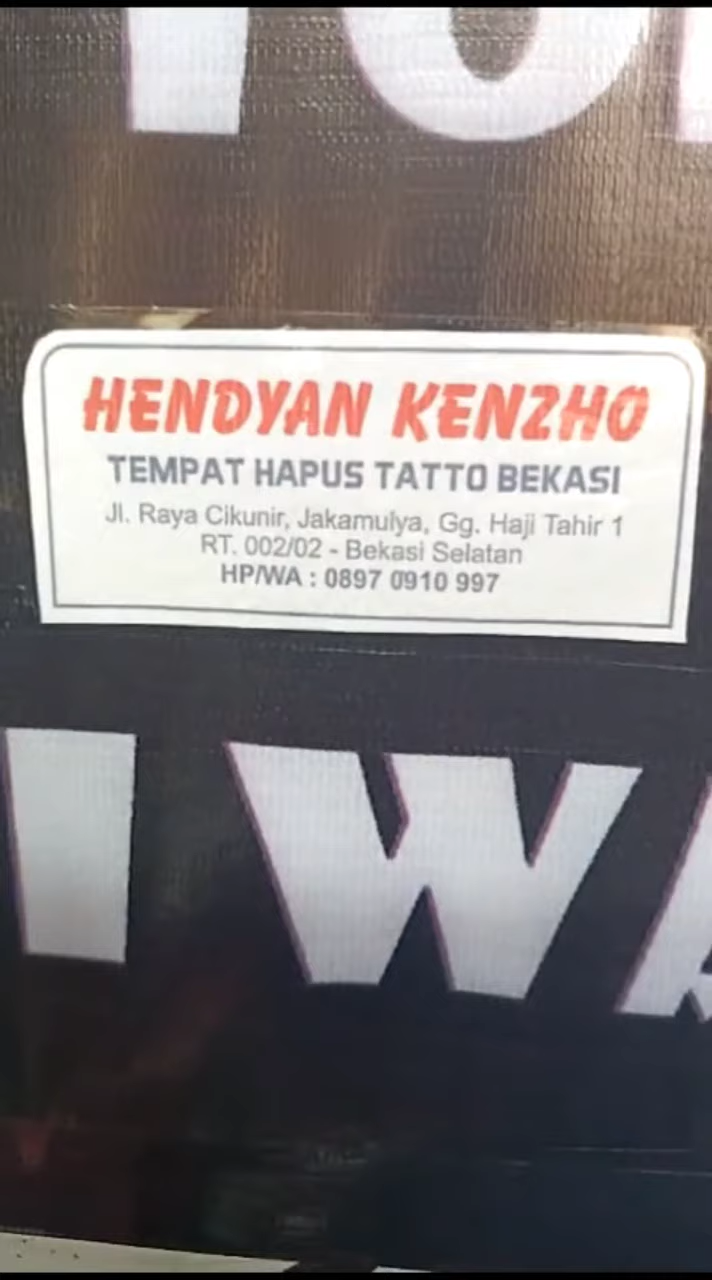 HENDYAN KENZHO
TEMPAT HAPUS TATTO BEKASI
Jl. Raya Cikunir, Jakamulya, Gg. Haji Tahir 1
RT. 002/02 - Bekasi Selatan
HP/WA : 0897 0910 997